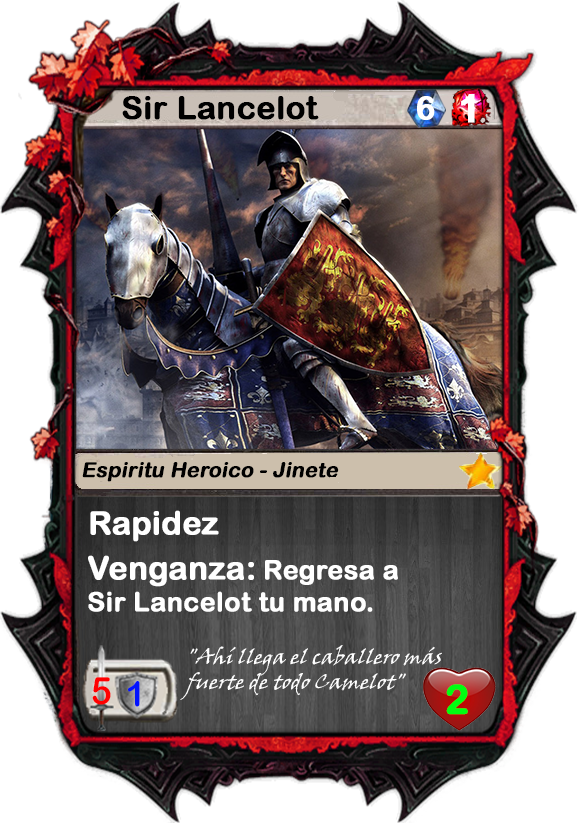 Sir Lancelot 6 1
Espiritu Heroico - Jinete
Rapidez
Venganza: Regresa a
Sir Lancelot tu mano.
"Ahí llega el caballero más
fuerte de todo Camelot"
5 1 2